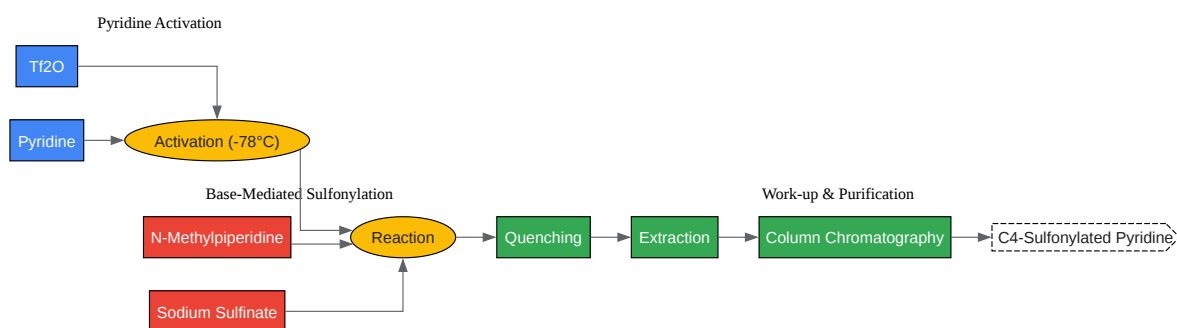 Pyridine Activation
Tf2O
Pyridine
Activation (-78°C)
Base-Mediated Sulfonylation
Work-up & Purification
N-Methylpiperidine
Reaction
Quenching
Extraction
Column Chromatography
C4-Sulfonylated Pyridine
Sodium Sulfinate